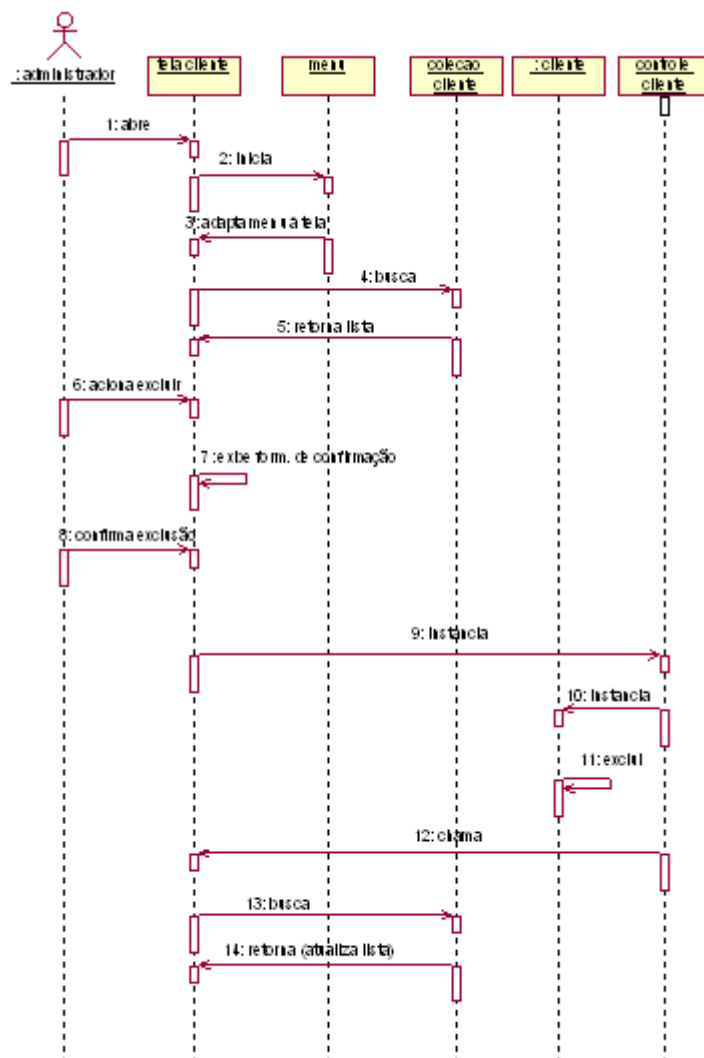 : administrador
tela cliente
menu
colecao
cliente
: cliente
controle
cliente
1: abre
2: inicia
3: adapta menu à tela
4: busca
5: retorna lista
6: aciona excluir
7: exibe form. de confirmação
8: confirma exclusão
9: instancia
10: instancia
11: exclui
12: chama
13: busca
14: retorna (atualiza lista)